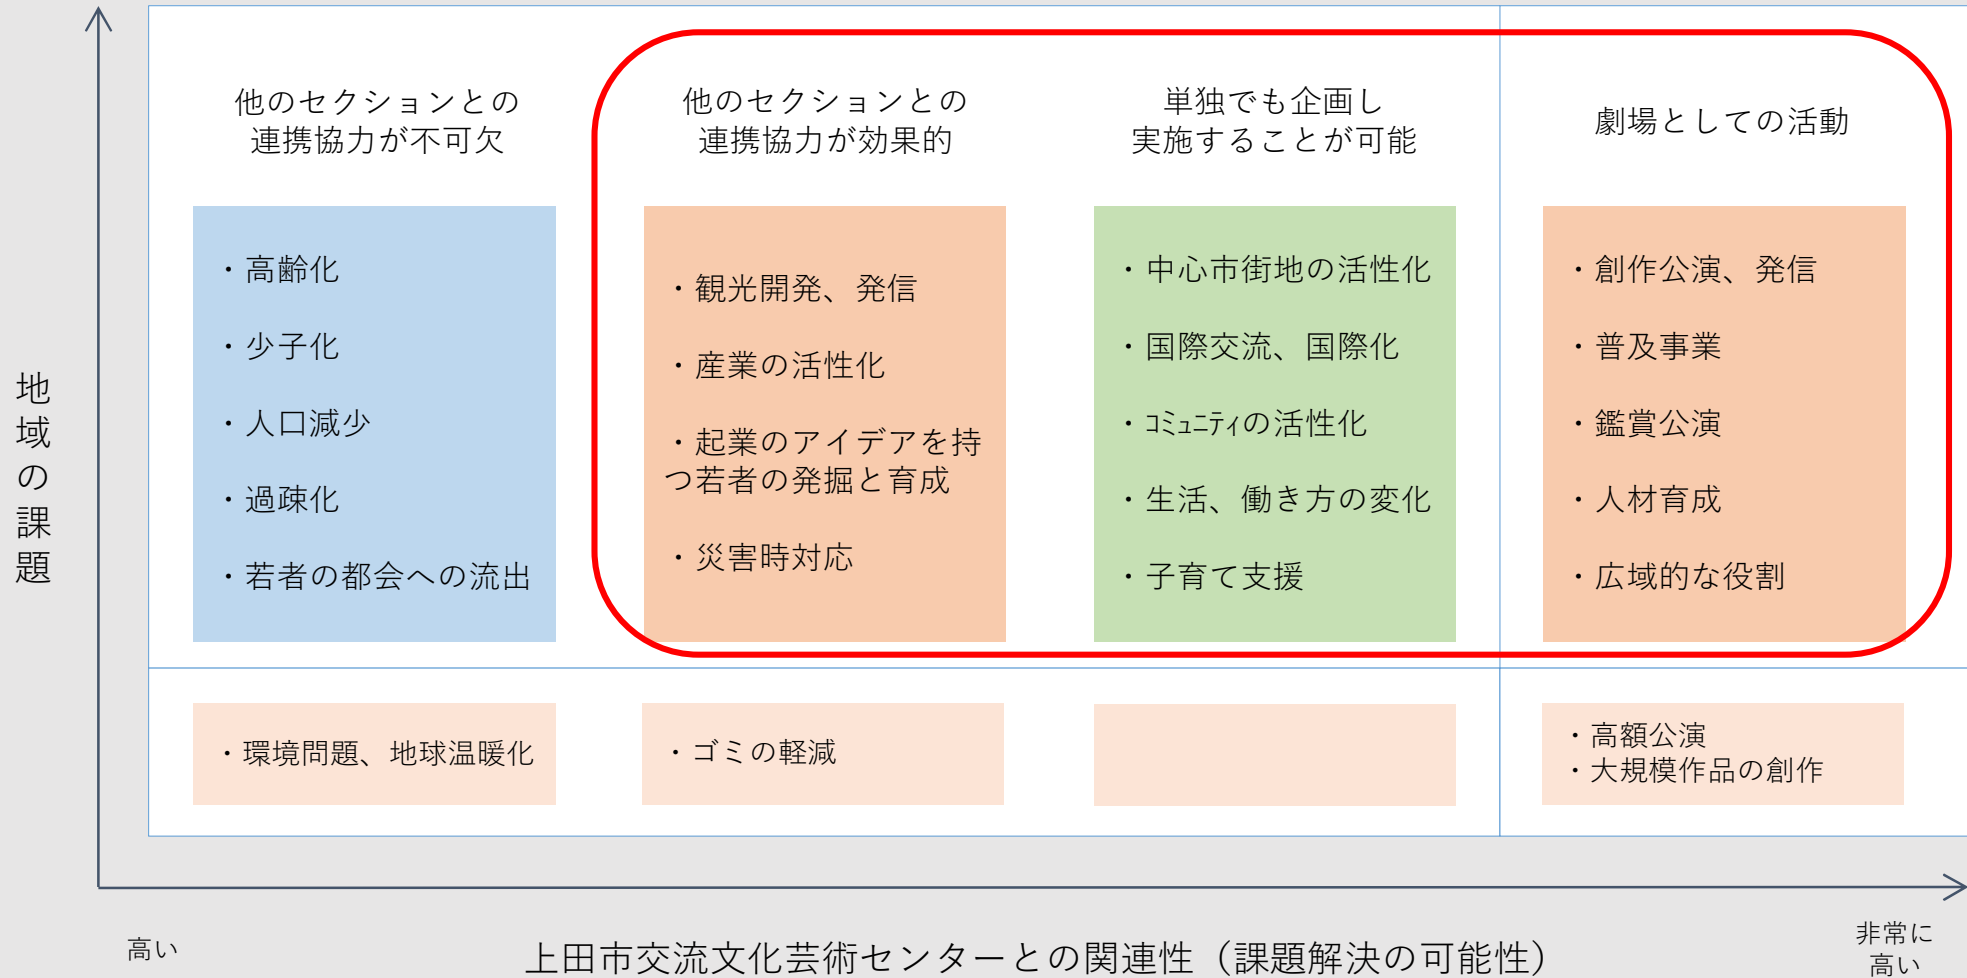 他のセクションとの
連携協力が不可欠
他のセクションとの
連携協力が効果的
単独でも企画し
実施することが可能
劇場としての活動
・高齢化
・少子化
・人口減少
・過疎化
・若者の都会への流出
・観光開発、発信
・産業の活性化
・起業のアイデアを持
つ若者の発掘と育成
・災害時対応
・中心市街地の活性化
・国際交流、国際化
・ｺﾐｭﾆﾃｨの活性化
・生活、働き方の変化
・子育て支援
・創作公演、発信
・普及事業
・鑑賞公演
・人材育成
・広域的な役割
地域の課題
・環境問題、地球温暖化
・ゴミの軽減
・高額公演
・大規模作品の創作
高い
上田市交流文化芸術センターとの関連性（課題解決の可能性）
非常に
高い